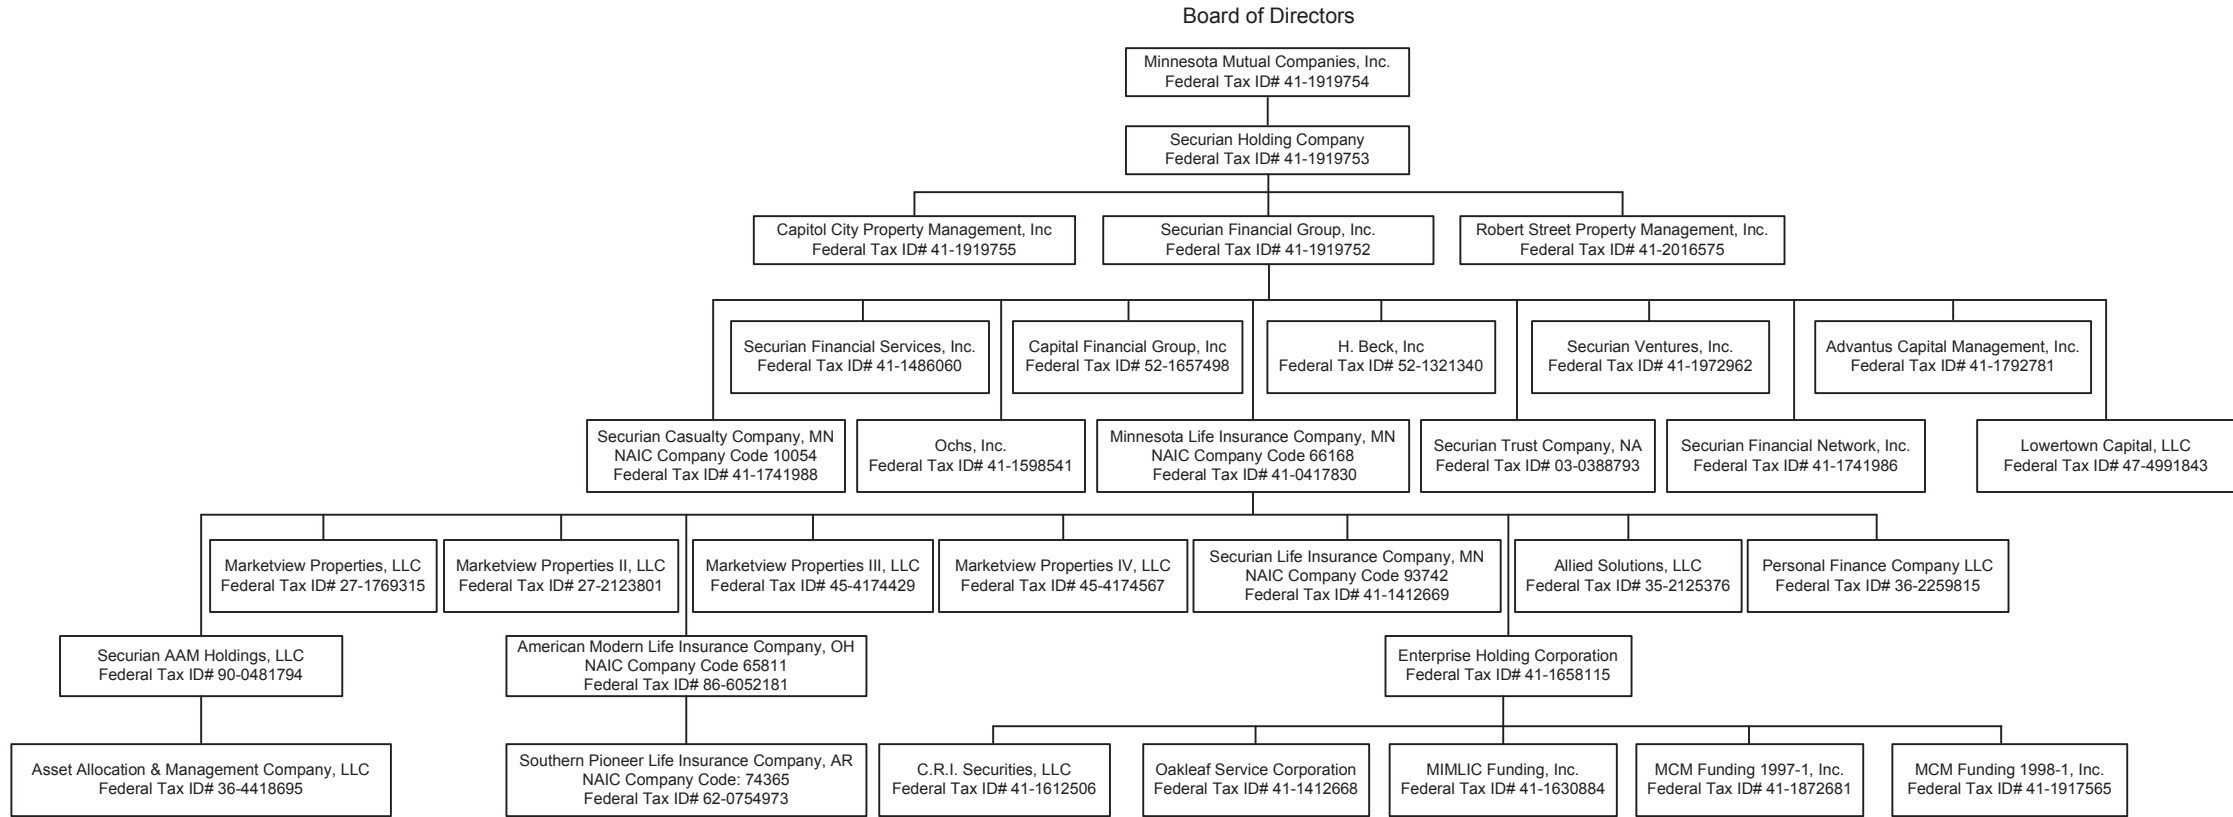 Board of Directors
Minnesota Mutual Companies, Inc.
Federal Tax ID# 41-1919754
Securian Holding Company
Federal Tax ID# 41-1919753
Capitol City Property Management, Inc
Federal Tax ID# 41-1919755
Securian Financial Group, Inc.
Federal Tax ID# 41-1919752
Robert Street Property Management, Inc.
Federal Tax ID# 41-2016575
Securian Financial Services, Inc.
Federal Tax ID# 41-1486060
Capital Financial Group, Inc
Federal Tax ID# 52-1657498
H. Beck, Inc
Federal Tax ID# 52-1321340
Securian Ventures, Inc.
Federal Tax ID# 41-1972962
Advantus Capital Management, Inc.
Federal Tax ID# 41-1792781
Securian Casualty Company, MN
NAIC Company Code 10054
Federal Tax ID# 41-1741988
Ochs, Inc.
Federal Tax ID# 41-1598541
Minnesota Life Insurance Company, MN
NAIC Company Code 66168
Federal Tax ID# 41-0417830
Securian Trust Company, NA
Federal Tax ID# 03-0388793
Securian Financial Network, Inc.
Federal Tax ID# 41-1741986
Lowertown Capital, LLC
Federal Tax ID# 47-4991843
Marketview Properties, LLC
Federal Tax ID# 27-1769315
Marketview Properties II, LLC
Federal Tax ID# 27-2123801
Marketview Properties III, LLC
Federal Tax ID# 45-4174429
Marketview Properties IV, LLC
Federal Tax ID# 45-4174567
Securian Life Insurance Company, MN
NAIC Company Code 93742
Federal Tax ID# 41-1412669
Allied Solutions, LLC
Federal Tax ID# 35-2125376
Personal Finance Company LLC
Federal Tax ID# 36-2259815
Securian AAM Holdings, LLC
Federal Tax ID# 90-0481794
American Modern Life Insurance Company, OH
NAIC Company Code 65811
Federal Tax ID# 86-6052181
Enterprise Holding Corporation
Federal Tax ID# 41-1658115
Asset Allocation & Management Company, LLC
Federal Tax ID# 36-4418695
Southern Pioneer Life Insurance Company, AR
NAIC Company Code: 74365
Federal Tax ID# 62-0754973
C.R.I. Securities, LLC
Federal Tax ID# 41-1612506
Oakleaf Service Corporation
Federal Tax ID# 41-1412668
MIMLIC Funding, Inc.
Federal Tax ID# 41-1630884
MCM Funding 1997-1, Inc.
Federal Tax ID# 41-1872681
MCM Funding 1998-1, Inc.
Federal Tax ID# 41-1917565